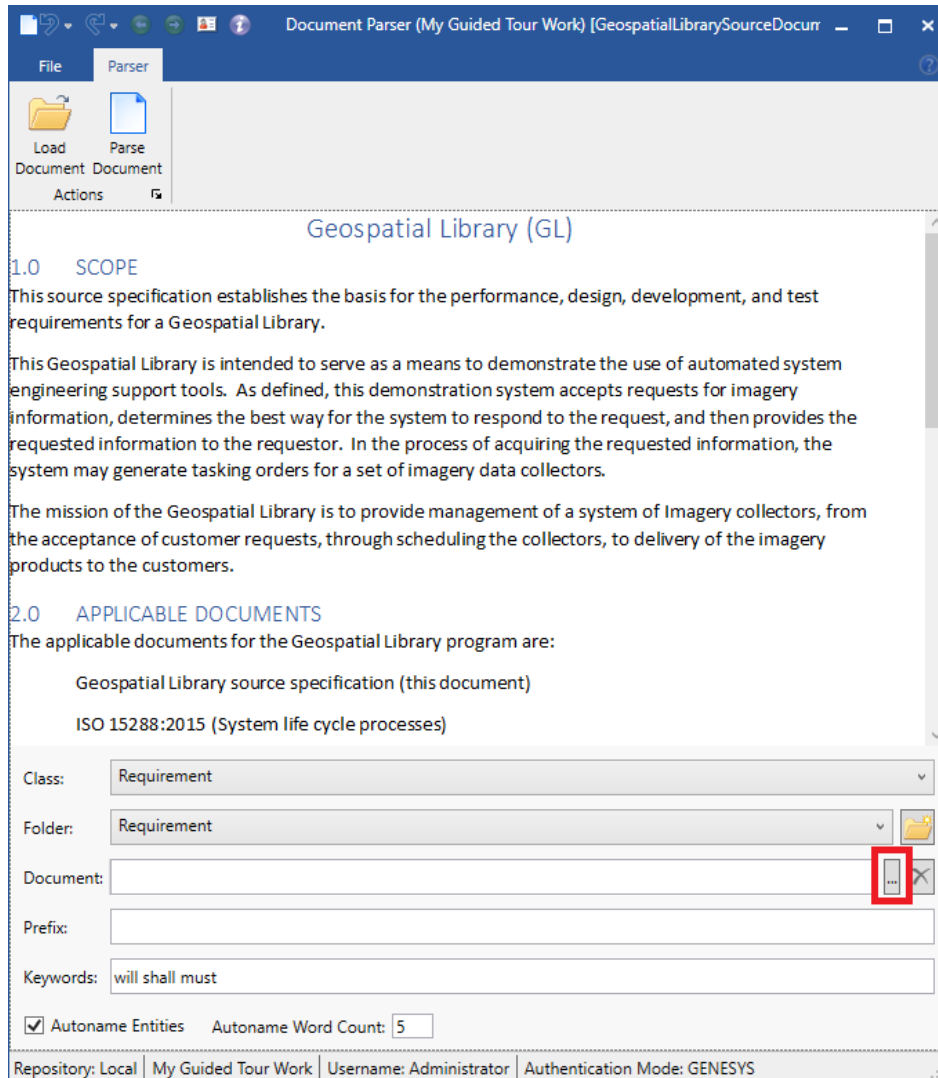 Document Parser (My Guided Tour Work) [GeospatialLibrarySourceDocum
File Parser
Load Document Parse Document
Actions
Geospatial Library (GL)
1.0 SCOPE
This source specification establishes the basis for the performance, design, development, and test
requirements for a Geospatial Library.
This Geospatial Library is intended to serve as a means to demonstrate the use of automated system
engineering support tools. As defined, this demonstration system accepts requests for imagery
information, determines the best way for the system to respond to the request, and then provides the
requested information to the requestor. In the process of acquiring the requested information, the
system may generate tasking orders for a set of imagery data collectors.
The mission of the Geospatial Library is to provide management of a system of Imagery collectors, from
the acceptance of customer requests, through scheduling the collectors, to delivery of the imagery
products to the customers.
2.0 APPLICABLE DOCUMENTS
The applicable documents for the Geospatial Library program are:
Geospatial Library source specification (this document)
ISO 15288:2015 (System life cycle processes)
Class: Requirement
Folder: Requirement
Document: ...
Prefix:
Keywords: will shall must
Autoname Entities Autoname Word Count: 5
Repository: Local My Guided Tour Work Username: Administrator Authentication Mode: GENESYS